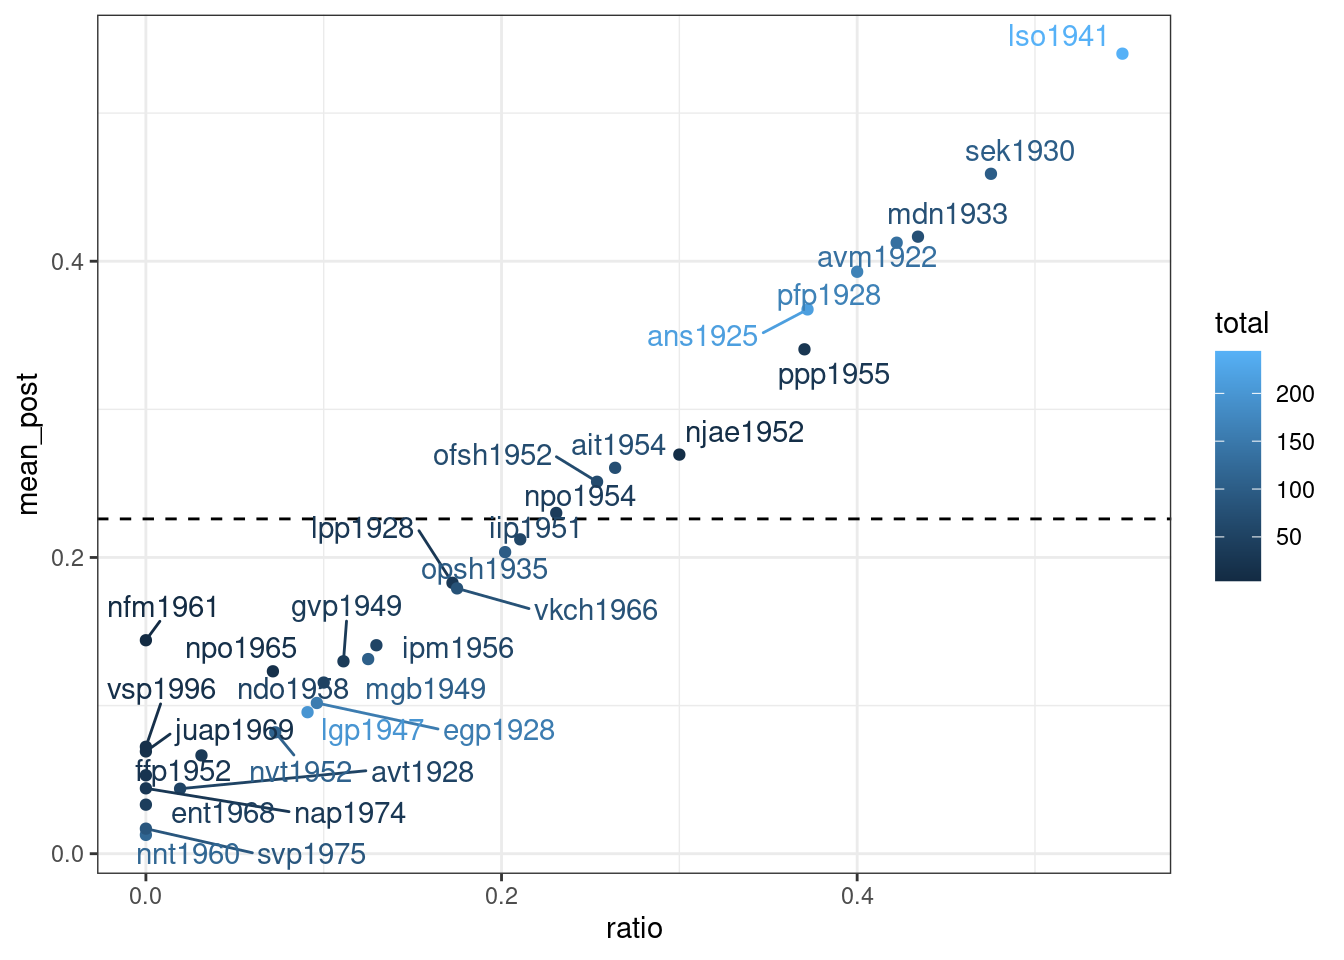 lso1941
sek1930
mdn1933
avm1922
pfp1928
ans1925
ppp1955
njae1952
ait1954
ofsh1952
npo1954
lpp1928
iip1951
opsh1935
vkch1966
nfm1961
gvp1949
npo1965
ipm1956
vsp1996
ndo1958
mgb1949
juap1969
lgp1947
egp1928
ffp1952
nvt1952
avt1928
ent1968
nap1974
nnt1960
svp1975
0.4
0.2
0.0
mean_post
0.0
0.2
0.4
ratio
total
200
150
100
50